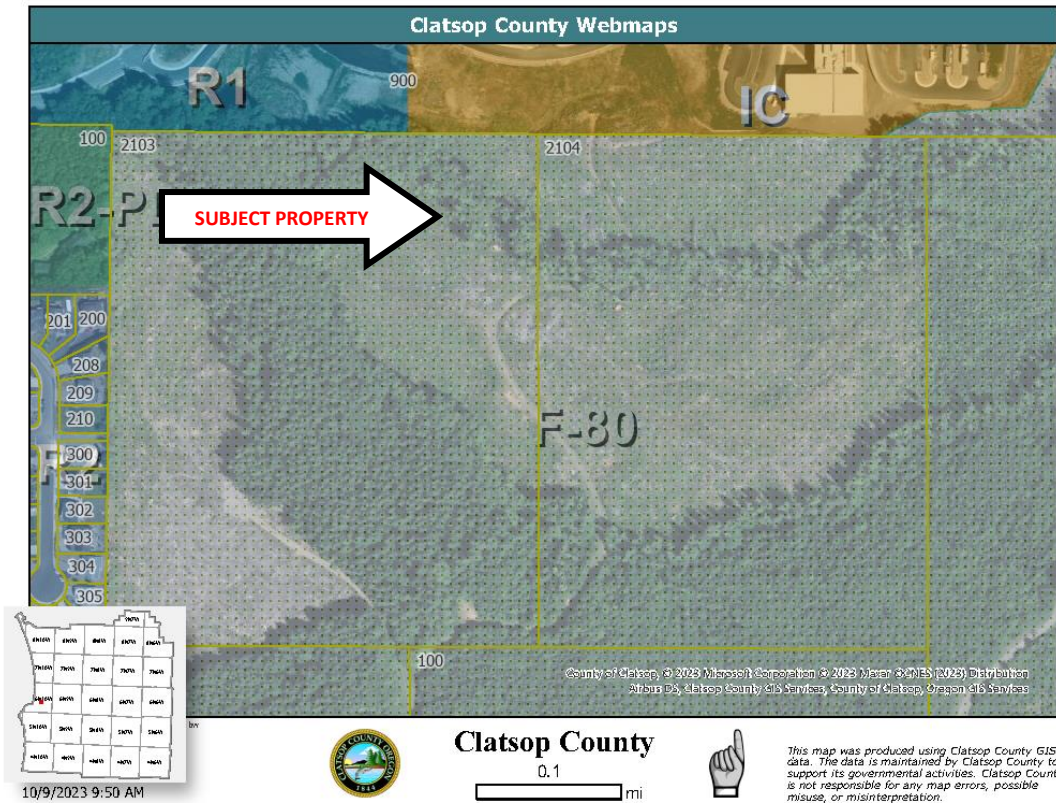 Clatsop County Webmaps
R1
900
IC
100
2103
2104
R2-P
SUBJECT PROPERTY
201
200
208
209
210
F-80
300
301
302
303
304
305
100
County of Clatsop, © 2023 Microsoft Corporation © 2023 Maxar ©CNES (2023) Distribution
Airbus DS, Clatsop County GIS Services, County of Clatsop, Oregon GIS Services
Clatsop County
0.1
mi
CLATSOP COUNTY OREGON
1844
This map was produced using Clatsop County GIS
data. The data is maintained by Clatsop County to
support its governmental activities. Clatsop County
is not responsible for any map errors, possible
misuse, or misinterpretation.
10/9/2023 9:50 AM